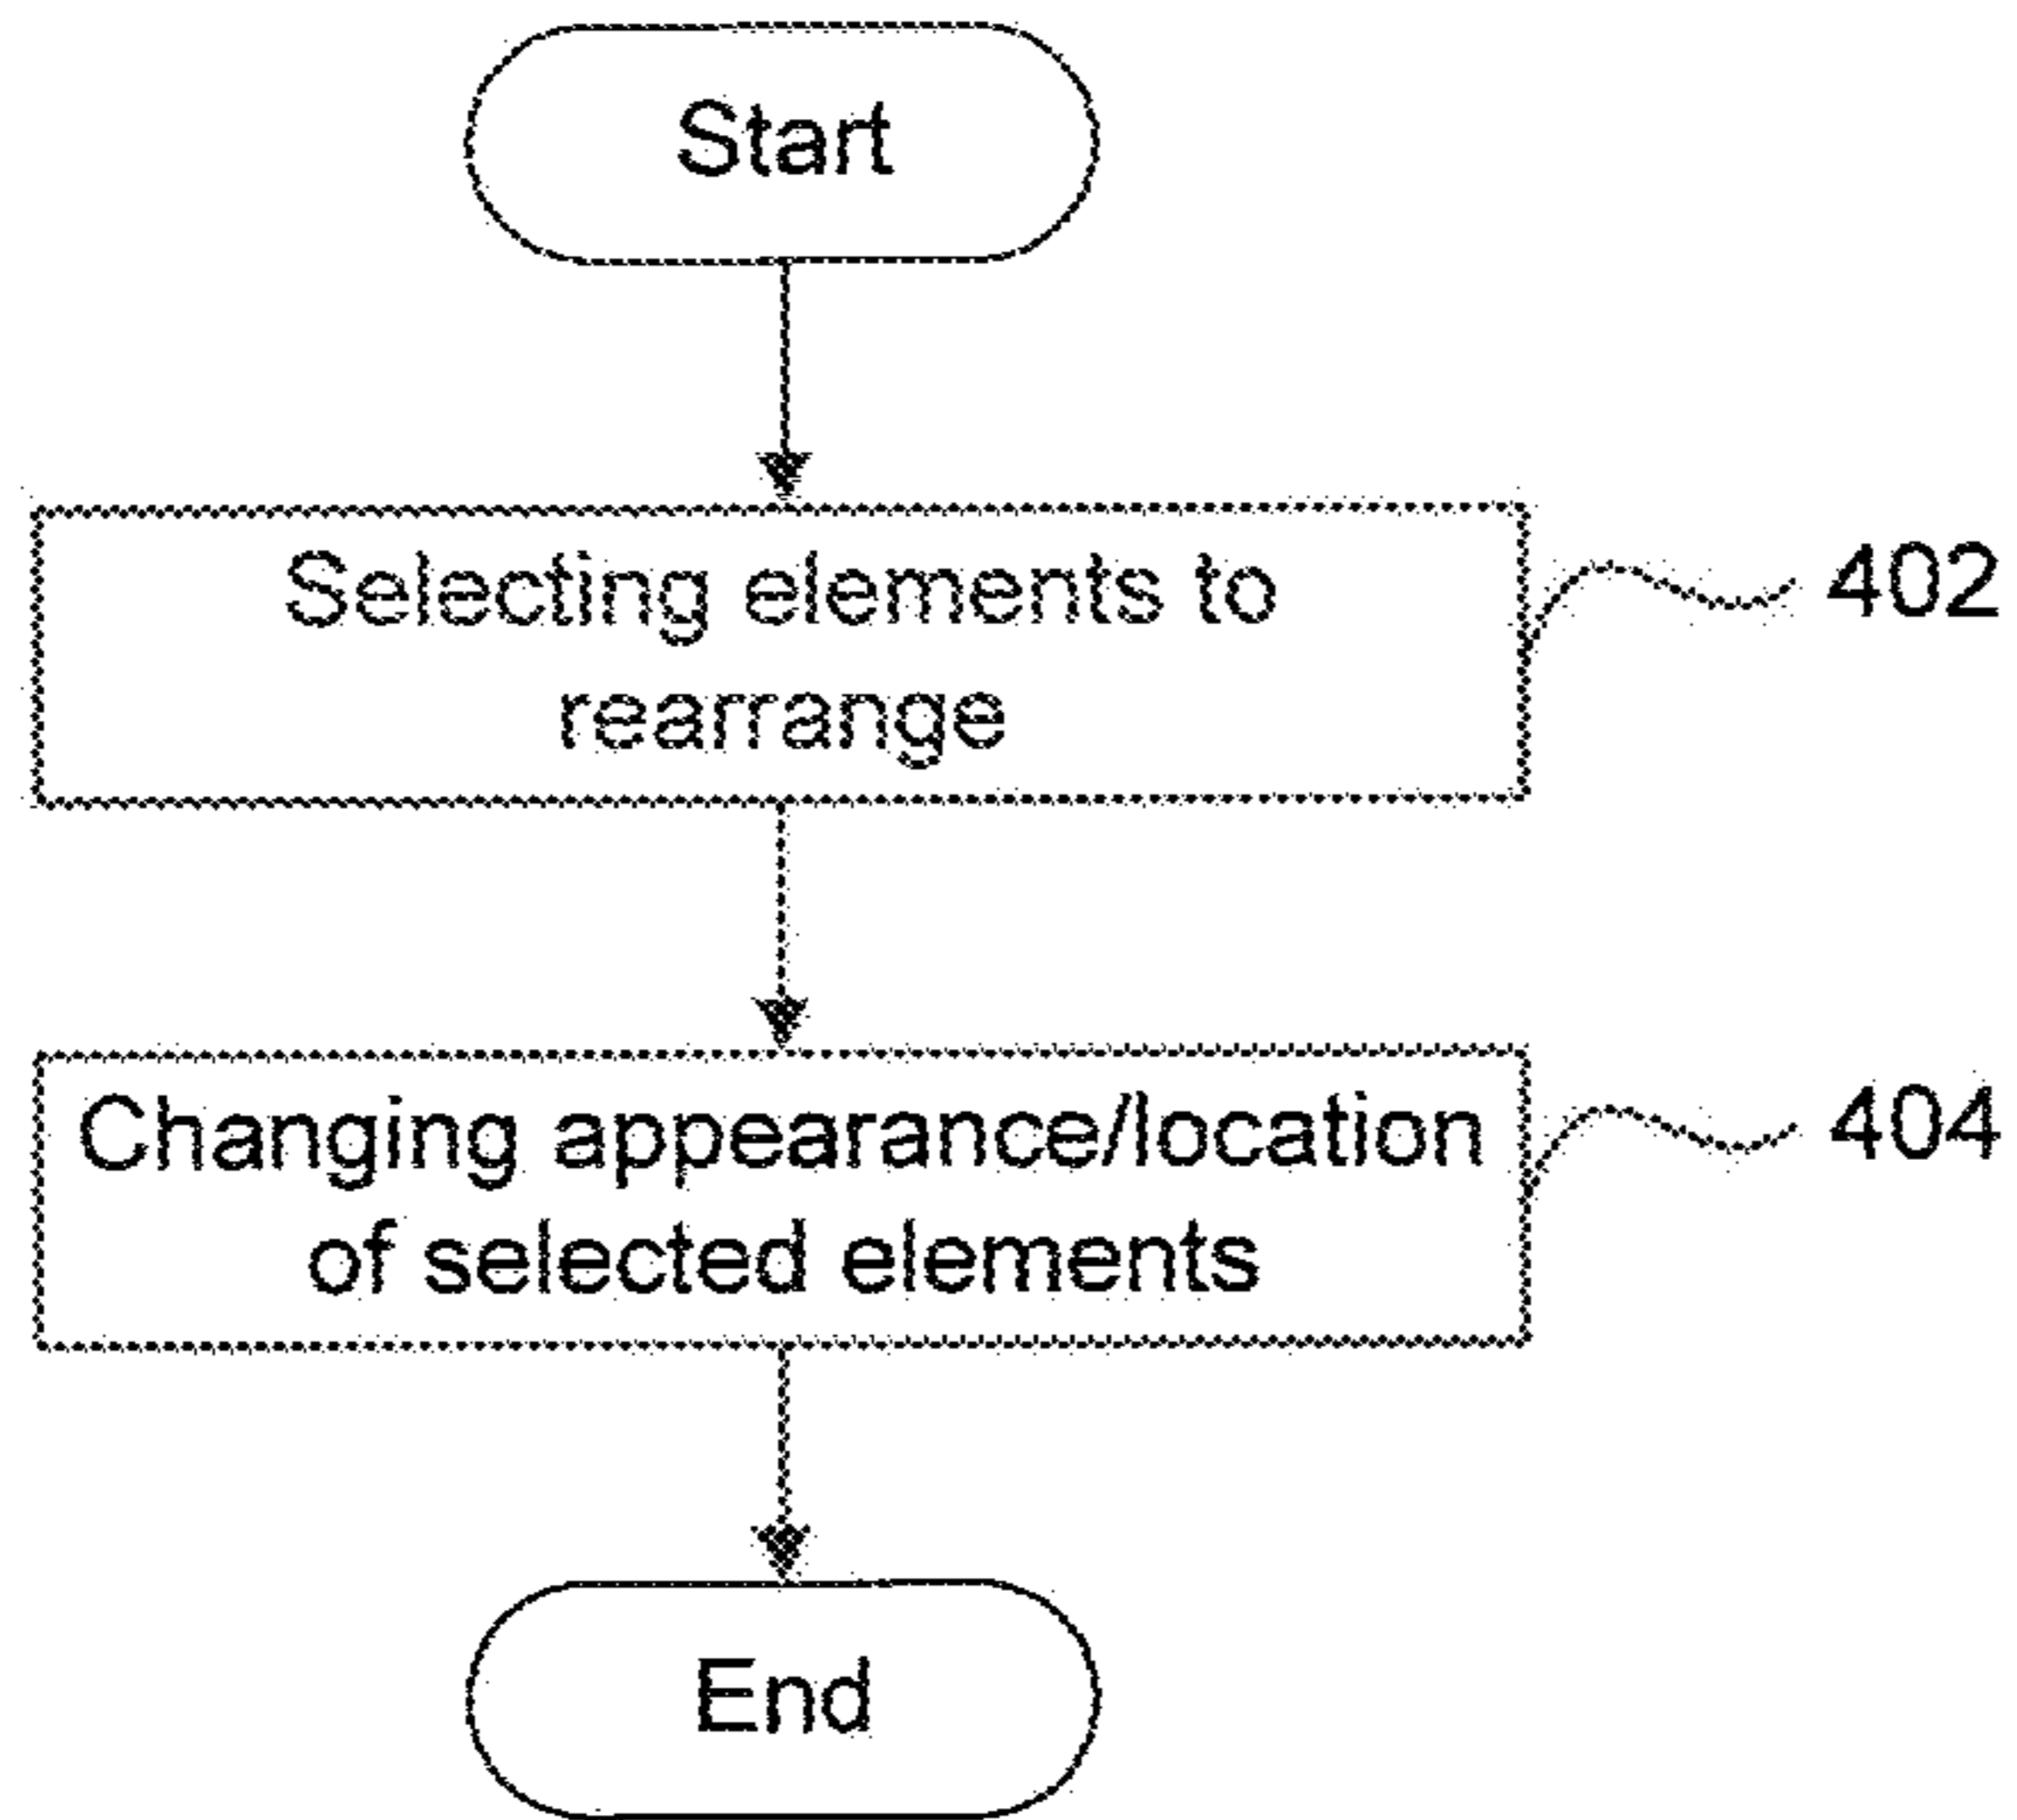 Start
Selecting elements to
rearrange
402
Changing appearance/location
of selected elements
404
End